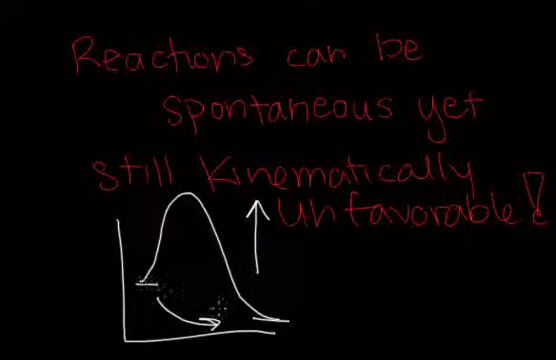 Reactions can be
spontaneous yet
still Kinematically
unfavorable!